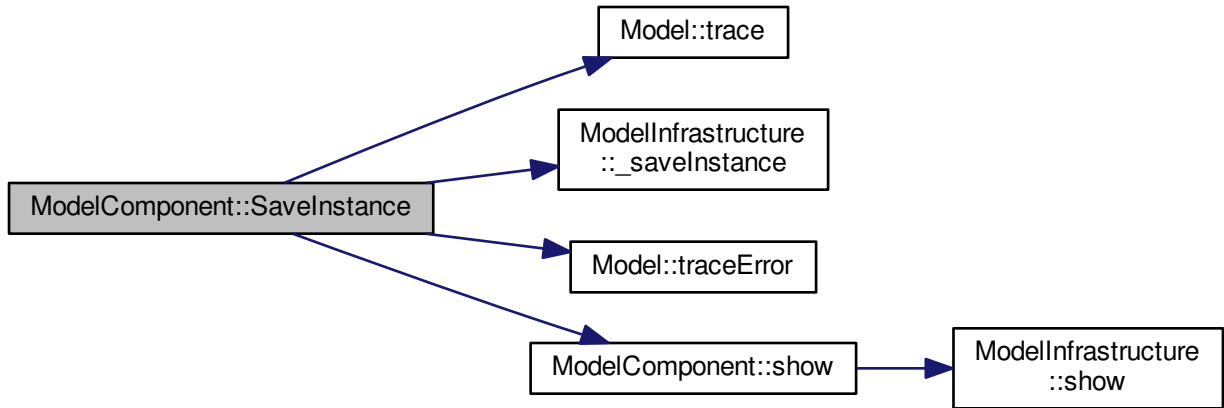 Model::trace
ModelInfrastructure
::_saveInstance
ModelComponent::SaveInstance
Model::traceError
ModelComponent::show
ModelInfrastructure
::show